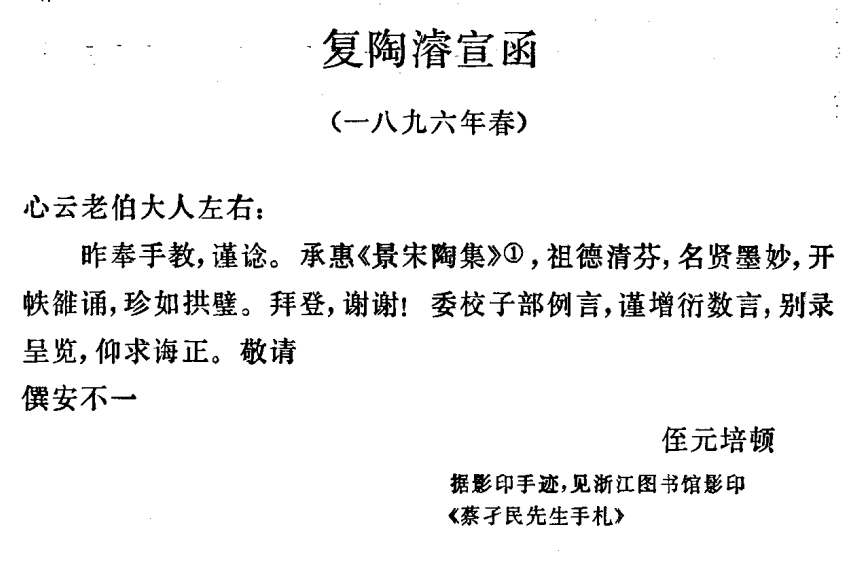 复陶濬宣函
（一八九六年春）
心云老伯大人左右：
昨奉手教，谨谂。承惠《景宋陶集》①，祖德清芬，名贤墨妙，开
帙雒诵，珍如拱璧。拜登，谢谢！委校子部例言，谨增衍数言，别录
呈览，仰求诲正。敬请
僎安不一
侄元培顿
据影印手迹，见浙江图书馆影印
《蔡孑民先生手札》